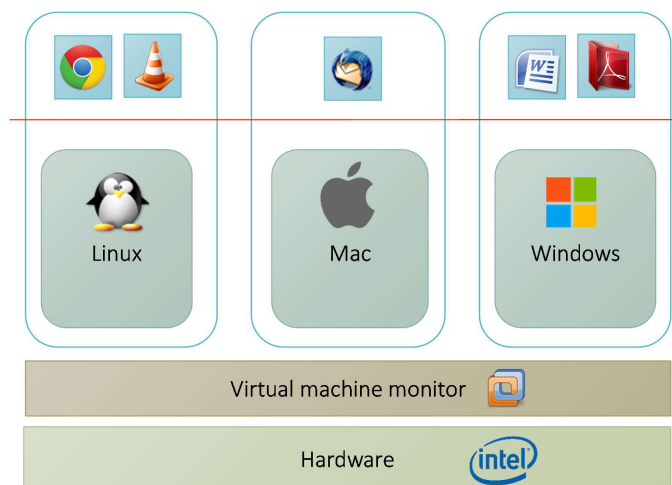 W
Linux
Mac
Windows
Virtual machine monitor
Hardware
intel